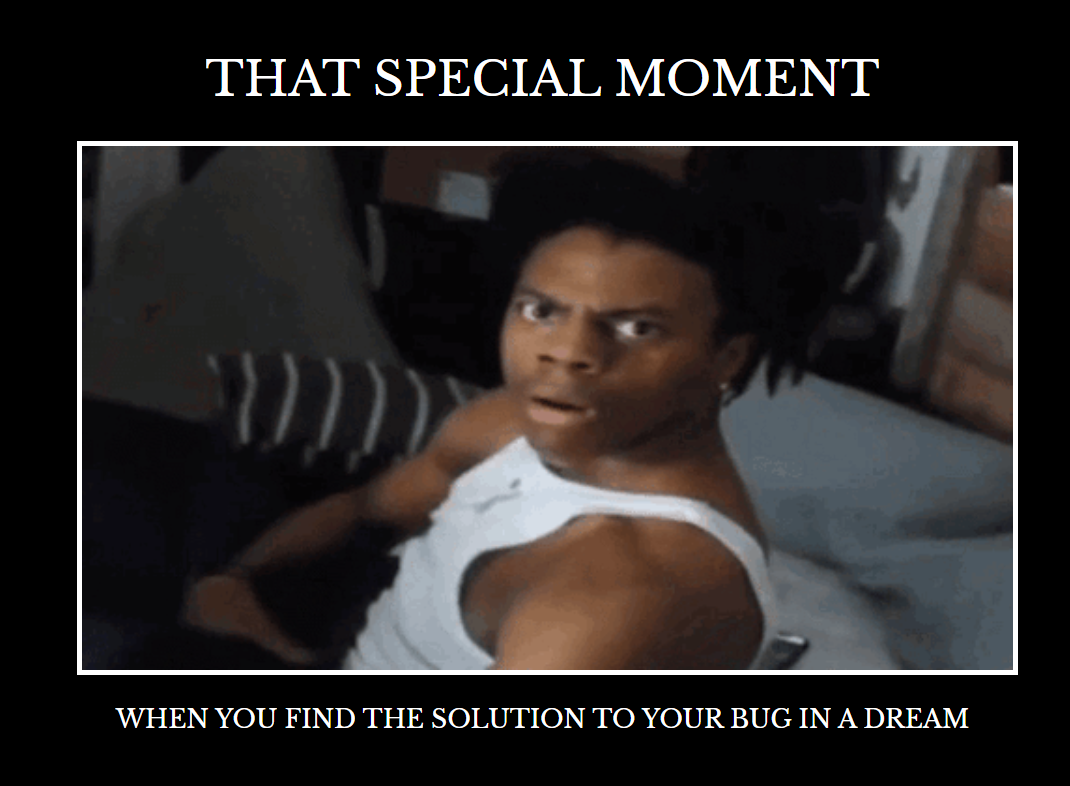 THAT SPECIAL MOMENT
WHEN YOU FIND THE SOLUTION TO YOUR BUG IN A DREAM